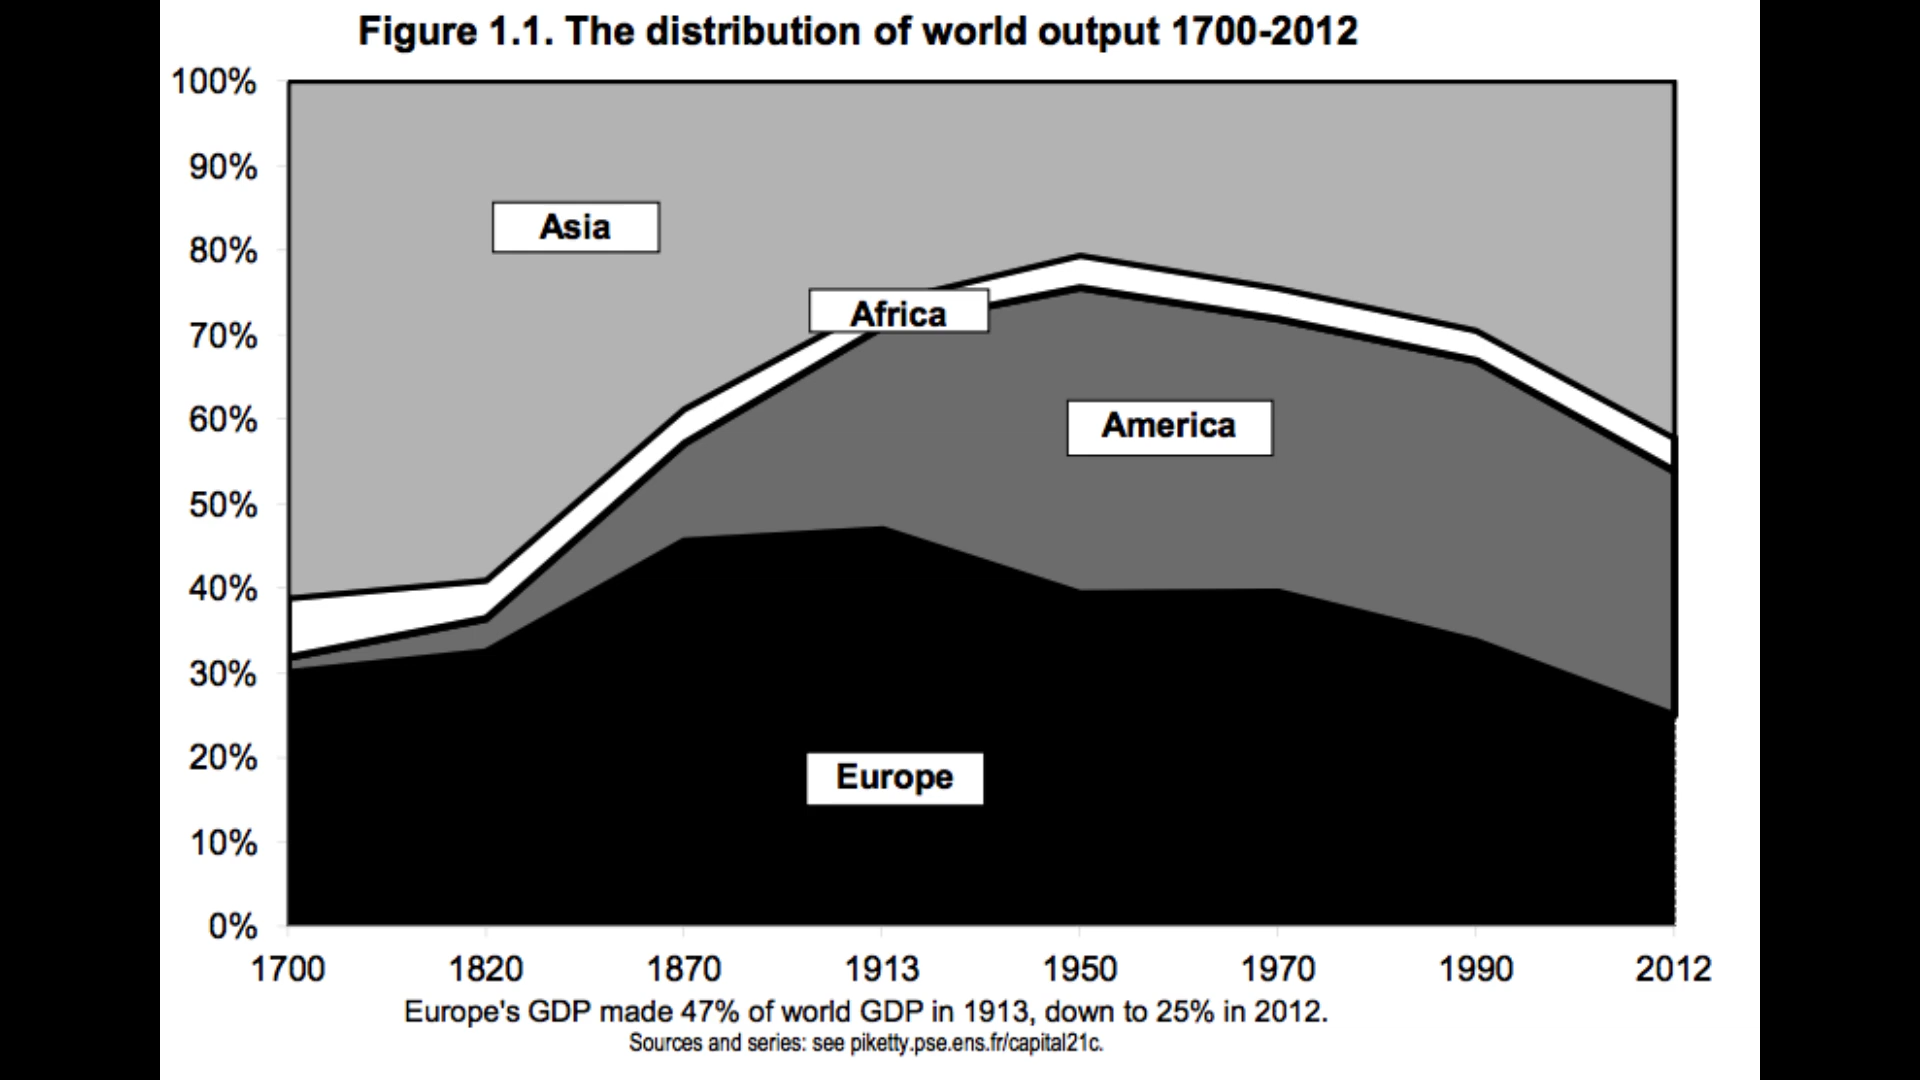 Figure 1.1. The distribution of world output 1700-2012
100%
90%
80%
70%
60%
50%
40%
30%
20%
10%
0%
Asia
Africa
America
Europe
1700 1820 1870 1913 1950 1970 1990 2012
Europe's GDP made 47% of world GDP in 1913, down to 25% in 2012.
Sources and series: see piketty.pse.ens.fr/capital21c.